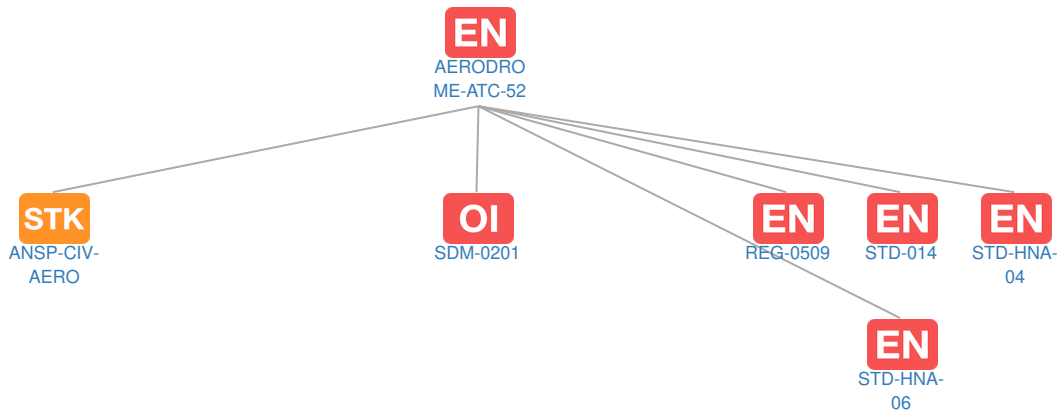 EN
AERODRO
ME-ATC-52
STK
ANSP-CIV-
AERO
OI
SDM-0201
EN
REG-0509
EN
STD-014
EN
STD-HNA-
04
EN
STD-HNA-
06